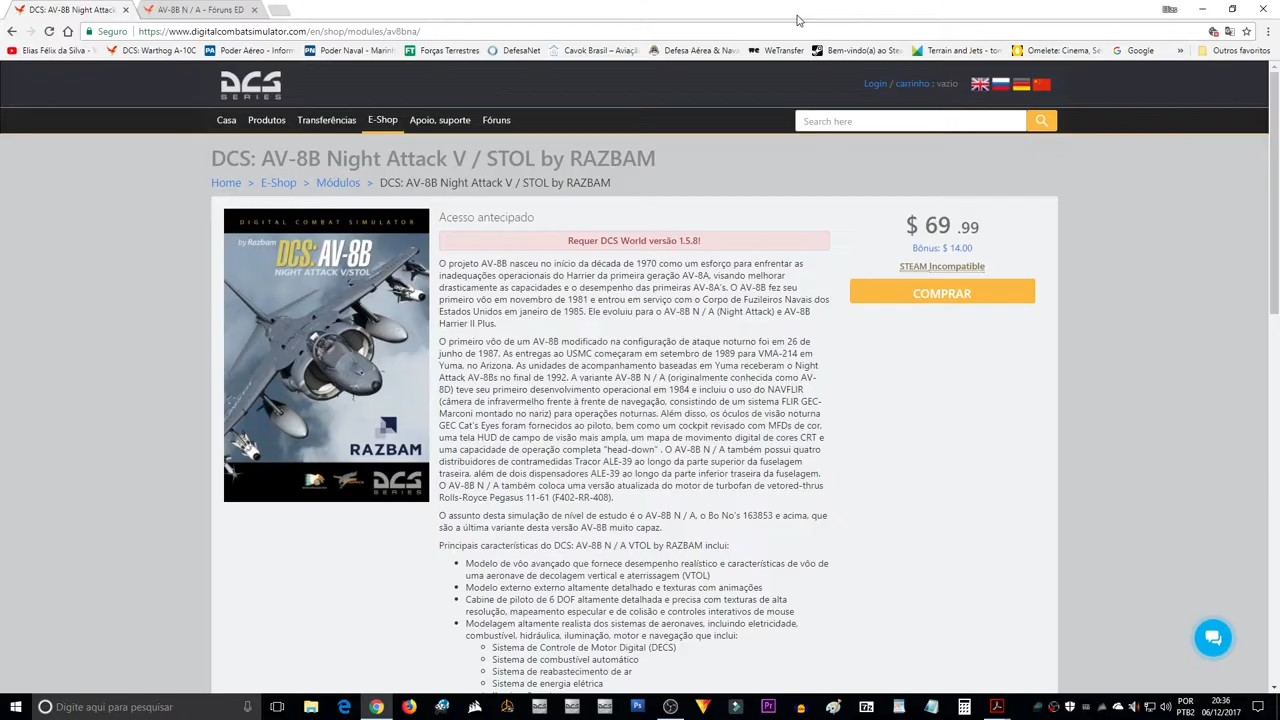 DCS: AV-8B Night Attack
AV-8B N / A - Fóruns ED
Elias
Seguro
https://www.digitalcombatsimulator.com/en/shop/modules/av8bna/
Elias Félix da Silva - Y
DCS: Warthog A-10C
Poder Aéreo - Inform
Poder Naval - Marinh
Forças Terrestres
DefesaNet
Cavok Brasil – Aviaçã
Defesa Aérea & Nava
WeTransfer
Bem-vindo(a) ao Ste
Terrain and Jets - tom
Omelete: Cinema, Sé
Google
»
Outros favoritos
DCS
SERIES
Login / carrinho : vazio
Casa
Produtos
Transferências
E-Shop
Apoio, suporte
Fóruns
Search here
DCS: AV-8B Night Attack V / STOL by RAZBAM
Home > E-Shop > Módulos > DCS: AV-8B Night Attack V / STOL by RAZBAM
DIGITAL COMBAT SIMULATOR
by Razbam DCS: AV-8B
NIGHT ATTACK V/STOL
RAZBAM
DCS
SERIES
Acesso antecipado
Requer DCS World versão 1.5.8!
O projeto AV-8B nasceu no início da década de 1970 como um esforço para enfrentar as
inadequações operacionais do Harrier da primeira geração AV-8A, visando melhorar
drasticamente as capacidades e o desempenho das primeiras AV-8A's. O AV-8B fez seu
primeiro vôo em novembro de 1981 e entrou em serviço com o Corpo de Fuzileiros Navais dos
Estados Unidos em janeiro de 1985. Ele evoluiu para o AV-8B N / A (Night Attack) e AV-8B
Harrier II Plus.
O primeiro vôo de um AV-8B modificado na configuração de ataque noturno foi em 26 de
junho de 1987. As entregas ao USMC começaram em setembro de 1989 para VMA-214 em
Yuma, no Arizona. As unidades de acompanhamento baseadas em Yuma receberam o Night
Attack AV-8Bs no final de 1992. A variante AV-8B N / A (originalmente conhecida como AV-
8D) teve seu primeiro desenvolvimento operacional em 1984 e incluiu o uso do NAVFLIR
(câmera de infravermelho frente à frente de navegação, consistindo de um sistema FLIR GEC-
Marconi montado no nariz) para operações noturnas. Além disso, os óculos de visão noturna
GEC Cat's Eyes foram fornecidos ao piloto, bem como um cockpit revisado com MFDs de cor,
uma tela HUD de campo de visão mais ampla, um mapa de movimento digital de cores CRT e
uma capacidade de operação completa "head-down" . O AV-8B N / A também possui quatro
distribuidores de contramedidas Tracor ALE-39 ao longo da parte superior da fuselagem
traseira, além de dois dispensadores ALE-39 ao longo da parte inferior traseira da fuselagem.
O AV-8B N / A também coloca uma versão atualizada do motor de turbofan de vetored-thrus
Rolls-Royce Pegasus 11-61 (F402-RR-408).
O assunto desta simulação de nível de estudo é o AV-8B N / A, o Bo No's 163853 e acima, que
são a última variante desta versão AV-8B muito capaz.
Principais características do DCS: AV-8B N / A VTOL by RAZBAM inclui:
Modelo de vôo avançado que fornece desempenho realístico e características de vôo de
uma aeronave de decolagem vertical e aterrissagem (VTOL)
Modelo externo externo altamente detalhado e texturas com animações
Cabine de piloto de 6 DOF altamente detalhada e precisa com texturas de alta
resolução, mapeamento especular e de colisão e controles interativos de mouse
Modelagem altamente realista dos sistemas de aeronaves, incluindo eletricidade,
combustível, hidráulica, iluminação, motor e navegação que inclui:
Sistema de Controle de Motor Digital (DECS)
Sistema de combustível automático
Sistema de reabastecimento de ar
Sistema de energia elétrica
$ 69 .99
Bônus: $ 14.00
STEAM Incompatible
COMPRAR
Digite aqui para pesquisar
POR
PTB2
20:36
06/12/2017